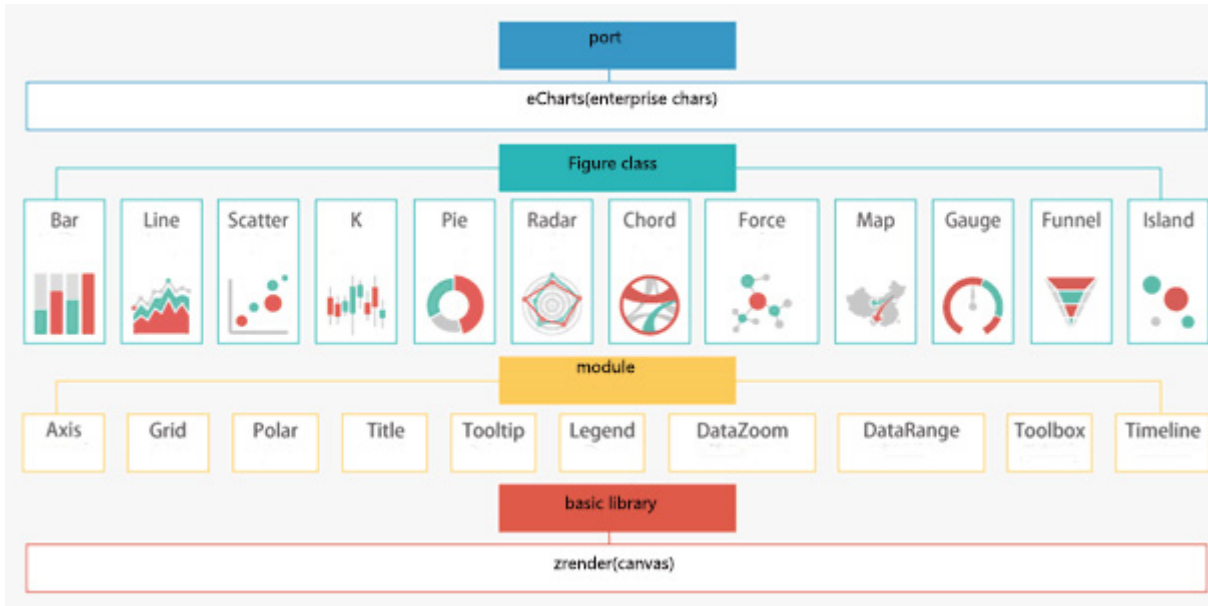 port
eCharts(enterprise chars)
Figure class
Bar Line Scatter K Pie Radar Chord Force Map Gauge Funnel Island
module
Axis Grid Polar Title Tooltip Legend DataZoom DataRange Toolbox Timeline
basic library
zrender(canvas)